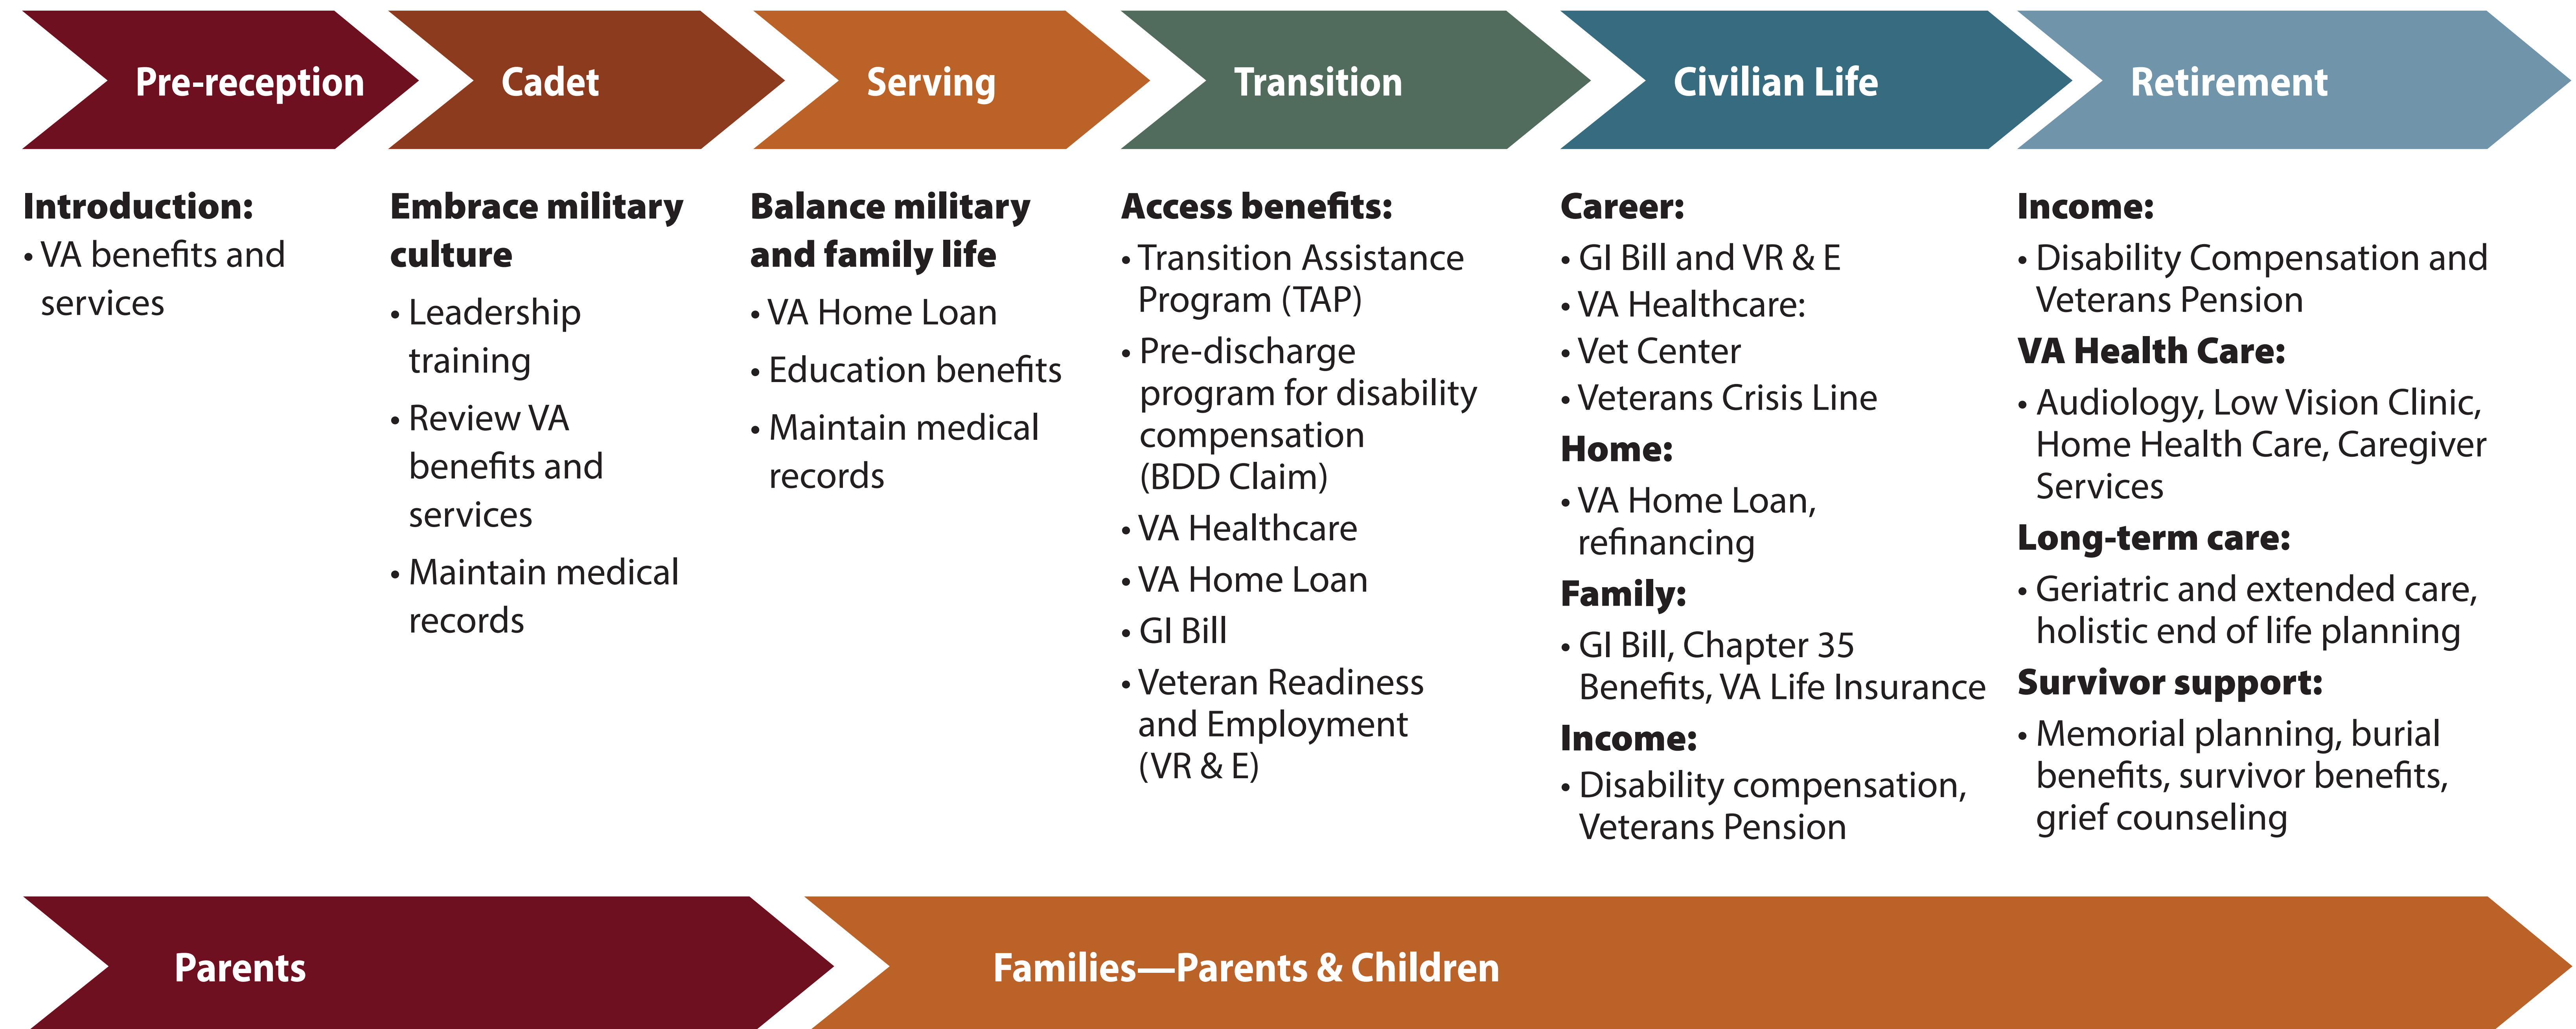 Pre-reception
Cadet
Serving
Transition
Civilian Life
Retirement
Introduction:
• VA benefits and
services
Embrace military
culture
• Leadership
training
• Review VA
benefits and
services
• Maintain medical
records
Balance military
and family life
• VA Home Loan
• Education benefits
• Maintain medical
records
Access benefits:
• Transition Assistance
Program (TAP)
• Pre-discharge
program for disability
compensation
(BDD Claim)
• VA Healthcare
• VA Home Loan
• GI Bill
• Veteran Readiness
and Employment
(VR & E)
Career:
• GI Bill and VR & E
• VA Healthcare:
• Vet Center
• Veterans Crisis Line
Home:
• VA Home Loan,
refinancing
Family:
• GI Bill, Chapter 35
Benefits, VA Life Insurance
Income:
• Disability compensation,
Veterans Pension
Income:
• Disability Compensation and
Veterans Pension
VA Health Care:
• Audiology, Low Vision Clinic,
Home Health Care, Caregiver
Services
Long-term care:
• Geriatric and extended care,
holistic end of life planning
Survivor support:
• Memorial planning, burial
benefits, survivor benefits,
grief counseling
Parents
Families—Parents & Children